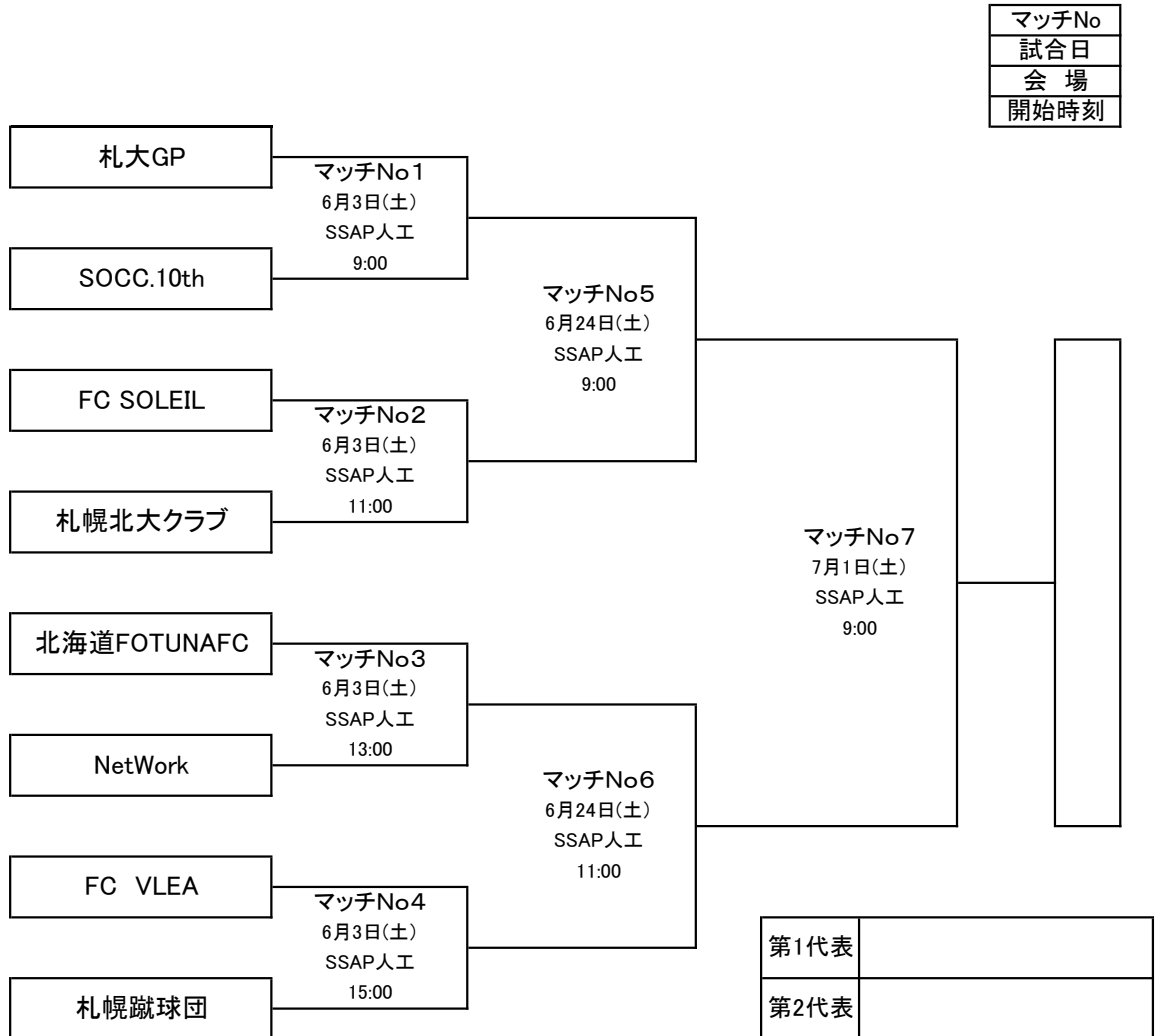 マッチNo
試合日
会　場
開始時刻
札大GP
マッチNo1
6月3日(土)
SSAP人工
9:00
SOCC.10th
マッチNo5
6月24日(土)
SSAP人工
9:00
FC SOLEIL
マッチNo2
6月3日(土)
SSAP人工
11:00
札幌北大クラブ
マッチNo7
7月1日(土)
SSAP人工
9:00
北海道FOTUNAFC
マッチNo3
6月3日(土)
SSAP人工
13:00
NetWork
マッチNo6
6月24日(土)
SSAP人工
11:00
FC　VLEA
マッチNo4
6月3日(土)
SSAP人工
15:00
札幌蹴球団
第1代表
第2代表